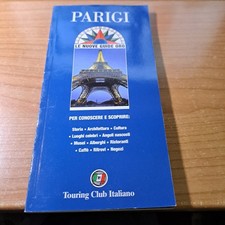 PARIGI
LE NUOVE GUIDE ORO
PER CONOSCERE E SCOPRIRE:
Storia • Architettura • Cultura
• Luoghi celebri • Angoli nascosti
• Musei • Alberghi • Ristoranti
• Caffè • Ritrovi • Negozi
Touring Club Italiano